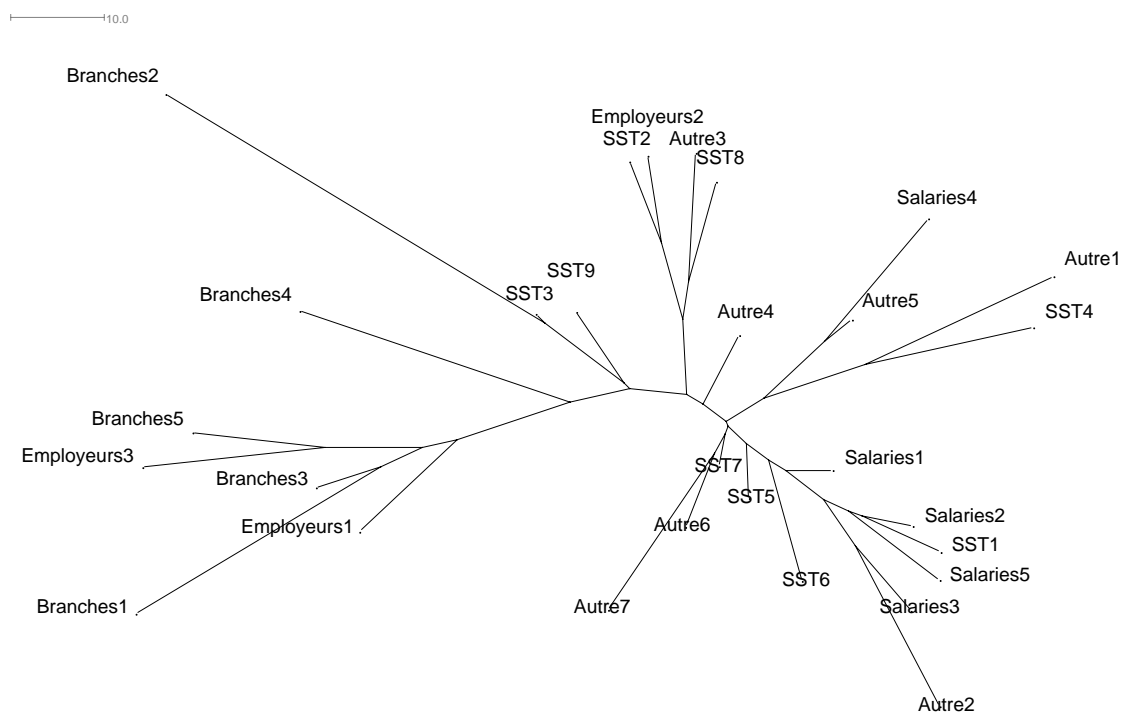 10.0
Branches2
Employeurs2
SST2
Autre3
SST8
Salaries4
Autre1
SST9
SST3
Branches4
Autre4
Autre5
SST4
Branches5
Employeurs3
Branches3
SST7
Salaries1
SST5
Employeurs1
Autre6
Salaries2
SST1
SST6
Salaries5
Branches1
Autre7
Salaries3
Autre2